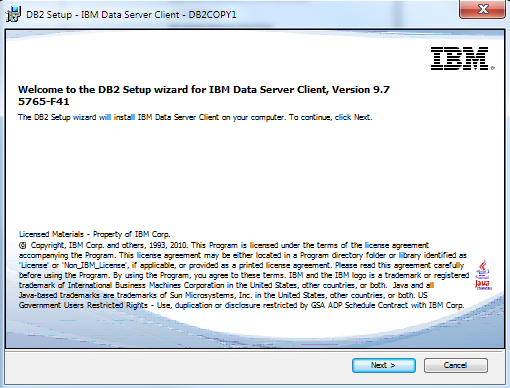 DB2 Setup - IBM Data Server Client - DB2COPY1
IBM®
Welcome to the DB2 Setup wizard for IBM Data Server Client, Version 9.7
5765-F41
The DB2 Setup wizard will install IBM Data Server Client on your computer. To continue, click Next.
Licensed Materials - Property of IBM Corp.
© Copyright, IBM Corp. and others, 1993, 2010. This Program is licensed under the terms of the license agreement
accompanying the Program. This license agreement may be either located in a Program directory folder or library identified as
'License' or 'Non_IBM_License', if applicable, or provided as a printed license agreement. Please read this agreement carefully
before using the Program. By using the Program, you agree to these terms. IBM and the IBM logo is a trademark or registered
trademark of International Business Machines Corporation in the United States, other countries, or both. Java and all
Java-based trademarks are trademarks of Sun Microsystems, Inc. in the United States, other countries, or both. US
Government Users Restricted Rights - Use, duplication or disclosure restricted by GSA ADP Schedule Contract with IBM Corp.
Java
Next >
Cancel